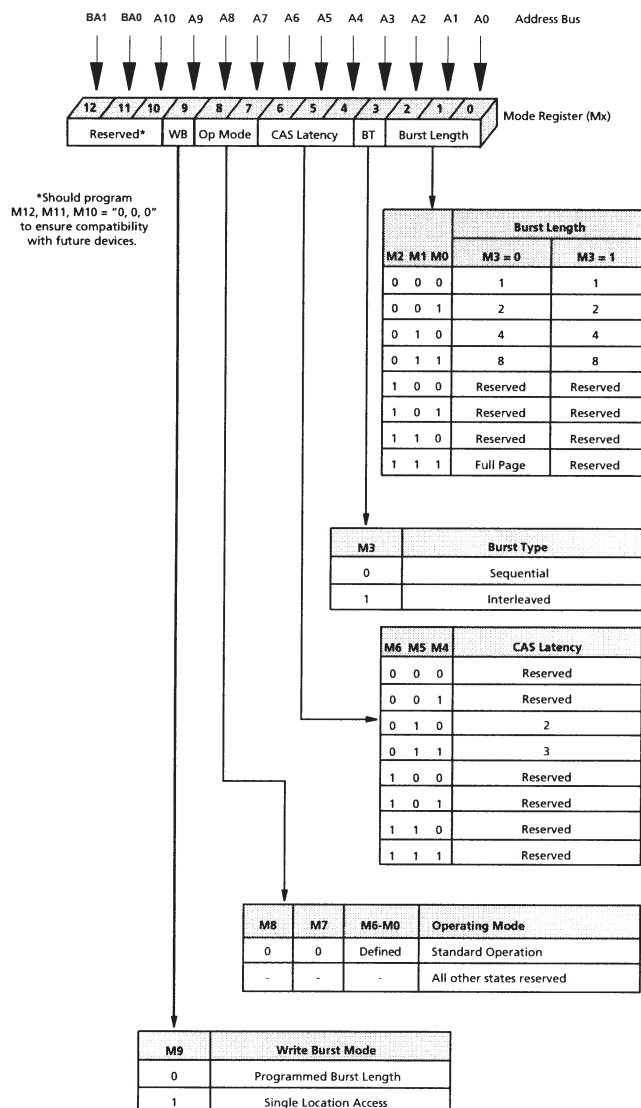 BA1 BA0 A10 A9 A8 A7 A6 A5 A4 A3 A2 A1 A0 Address Bus
12 11 10 9 8 7 6 5 4 3 2 1 0 Mode Register (Mx)
Reserved* WB Op Mode CAS Latency BT Burst Length
*Should program
M12, M11, M10 = "0, 0, 0"
to ensure compatibility
with future devices.
Burst Length
M2 M1 M0 M3 = 0 M3 = 1
0 0 0 1 1
0 0 1 2 2
0 1 0 4 4
0 1 1 8 8
1 0 0 Reserved Reserved
1 0 1 Reserved Reserved
1 1 0 Reserved Reserved
1 1 1 Full Page Reserved
M3 Burst Type
0 Sequential
1 Interleaved
M6 M5 M4 CAS Latency
0 0 0 Reserved
0 0 1 Reserved
0 1 0 2
0 1 1 3
1 0 0 Reserved
1 0 1 Reserved
1 1 0 Reserved
1 1 1 Reserved
M8 M7 M6-M0 Operating Mode
0 0 Defined Standard Operation
- - - All other states reserved
M9 Write Burst Mode
0 Programmed Burst Length
1 Single Location Access